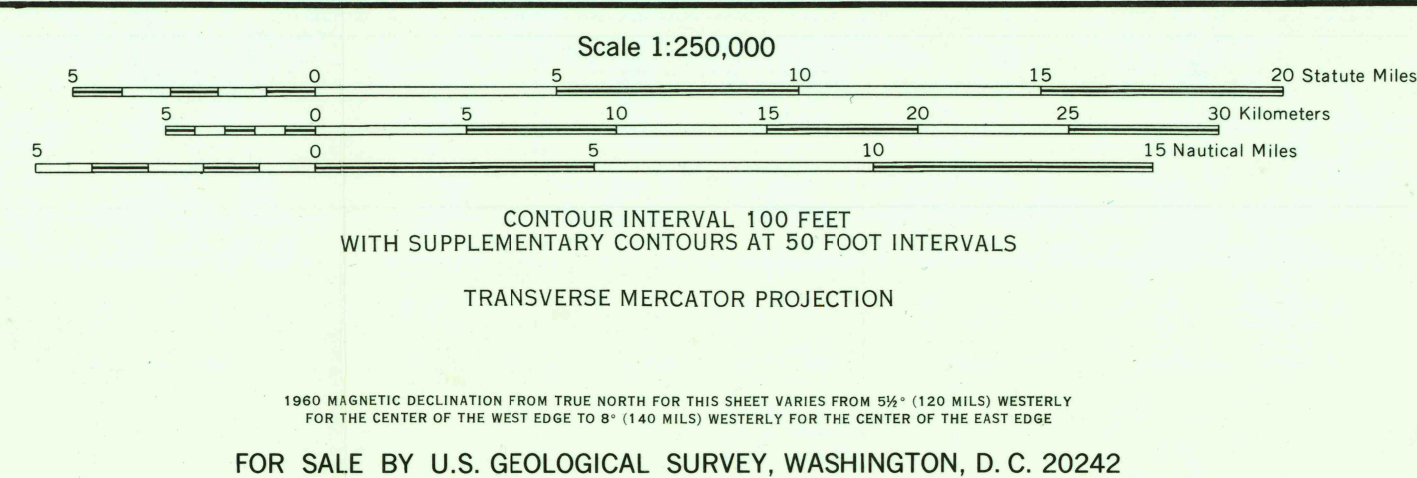 Scale 1:250,000
5 0 5 10 15 20 Statute Miles
5 0 5 10 15 20 25 30 Kilometers
5 0 5 10 15 Nautical Miles
CONTOUR INTERVAL 100 FEET
WITH SUPPLEMENTARY CONTOURS AT 50 FOOT INTERVALS
TRANSVERSE MERCATOR PROJECTION
1960 MAGNETIC DECLINATION FROM TRUE NORTH FOR THIS SHEET VARIES FROM 5½° (120 MILS) WESTERLY
FOR THE CENTER OF THE WEST EDGE TO 8° (140 MILS) WESTERLY FOR THE CENTER OF THE EAST EDGE
FOR SALE BY U.S. GEOLOGICAL SURVEY, WASHINGTON, D. C. 20242